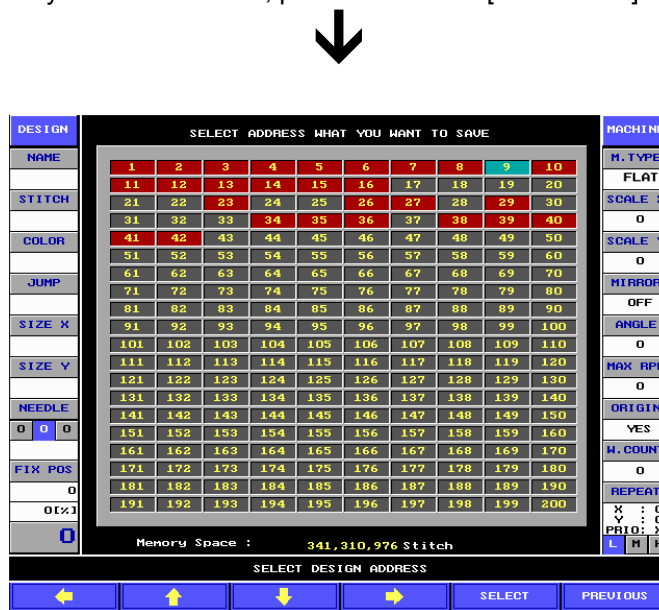 DESIGN
SELECT ADDRESS WHAT YOU WANT TO SAVE
MACHINE
NAME
STITCH
COLOR
JUMP
SIZE X
SIZE Y
NEEDLE
0 0 0
FIX POS
0
0[%]
0
1 2 3 4 5 6 7 8 9 10
11 12 13 14 15 16 17 18 19 20
21 22 23 24 25 26 27 28 29 30
31 32 33 34 35 36 37 38 39 40
41 42 43 44 45 46 47 48 49 50
51 52 53 54 55 56 57 58 59 60
61 62 63 64 65 66 67 68 69 70
71 72 73 74 75 76 77 78 79 80
81 82 83 84 85 86 87 88 89 90
91 92 93 94 95 96 97 98 99 100
101 102 103 104 105 106 107 108 109 110
111 112 113 114 115 116 117 118 119 120
121 122 123 124 125 126 127 128 129 130
131 132 133 134 135 136 137 138 139 140
141 142 143 144 145 146 147 148 149 150
151 152 153 154 155 156 157 158 159 160
161 162 163 164 165 166 167 168 169 170
171 172 173 174 175 176 177 178 179 180
181 182 183 184 185 186 187 188 189 190
191 192 193 194 195 196 197 198 199 200
Memory Space : 341,310,976 Stitch
M.TYPE
FLAT
SCALE
0
SCALE
0
MIRROR
OFF
ANGLE
0
MAX RPM
0
ORIGIN
YES
W.COUNT
0
REPEAT
X :
Y :
PRIO:
L M
SELECT DESIGN ADDRESS
SELECT PREVIOUS